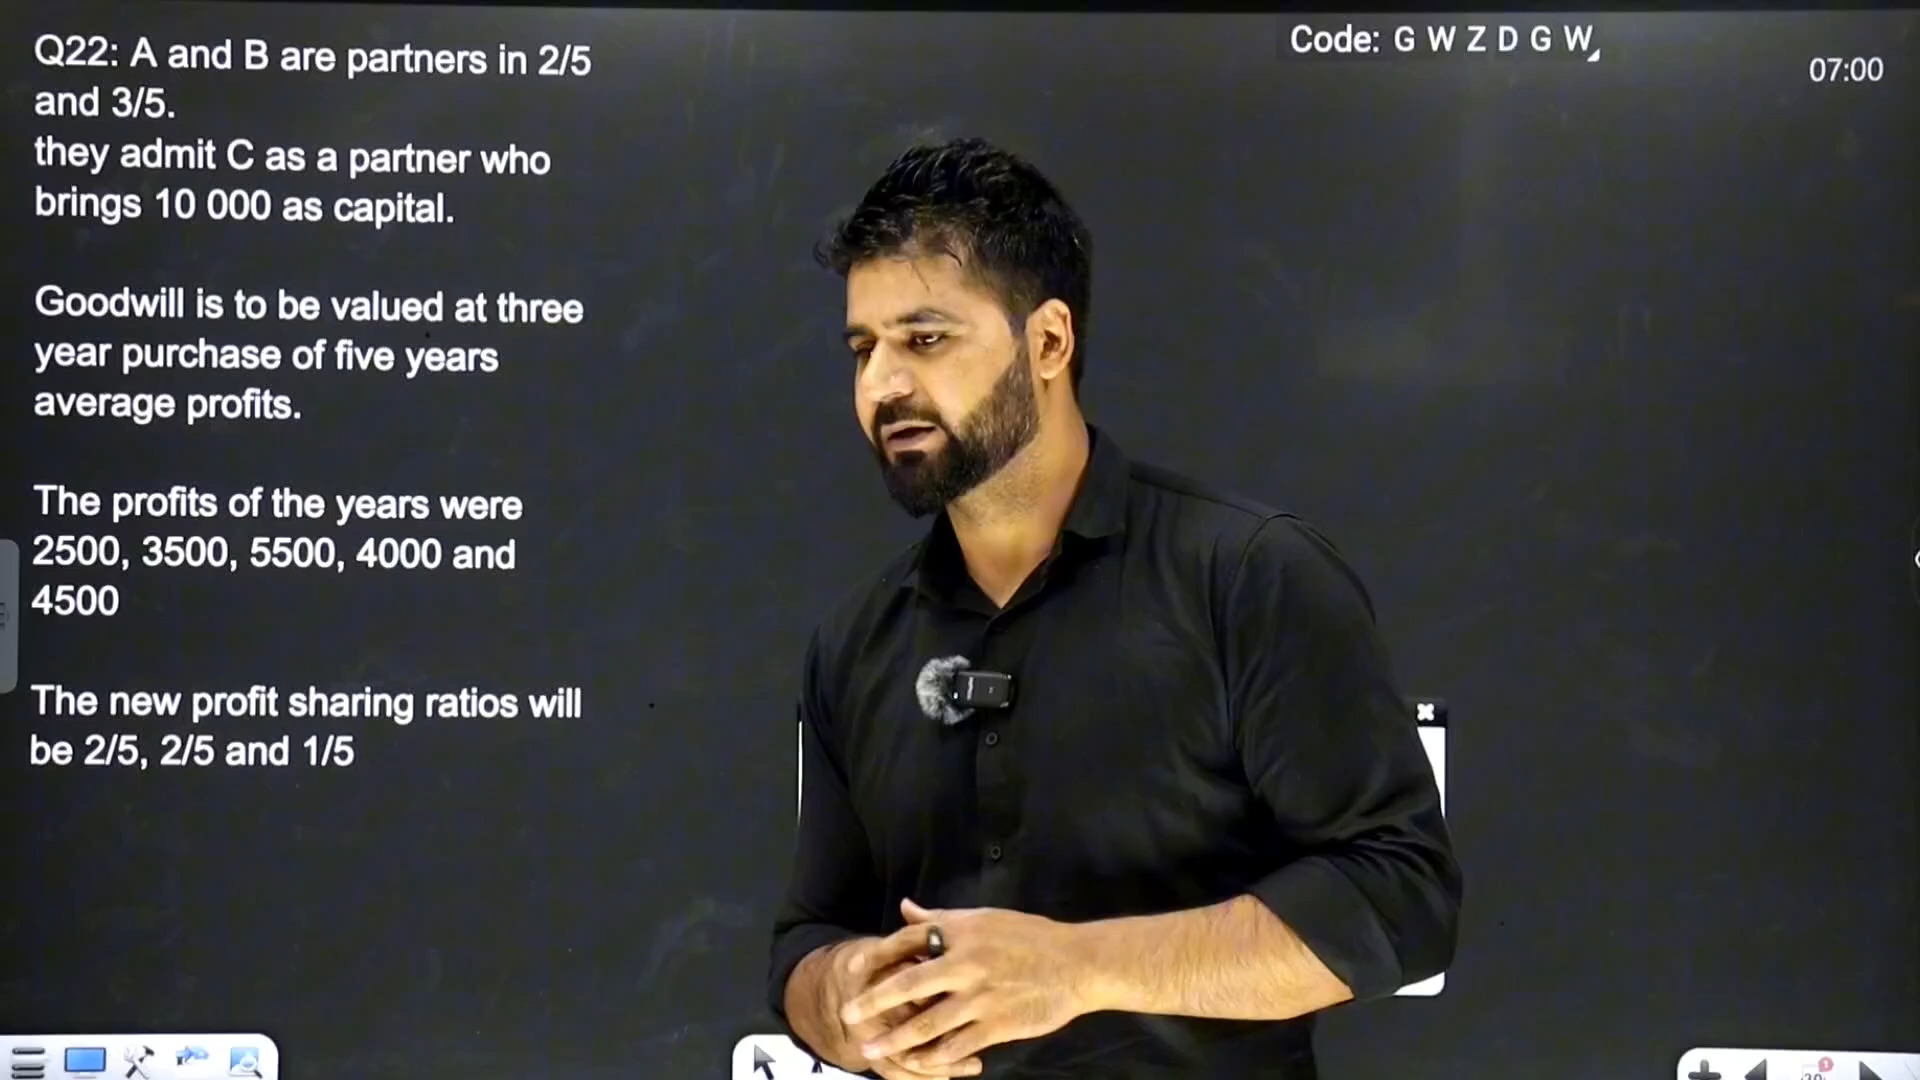 Q22: A and B are partners in 2/5
and 3/5.
they admit C as a partner who
brings 10 000 as capital.
Goodwill is to be valued at three
year purchase of five years
average profits.
The profits of the years were
2500, 3500, 5500, 4000 and
4500
The new profit sharing ratios will
be 2/5, 2/5 and 1/5
Code: G W Z D G W
07:00